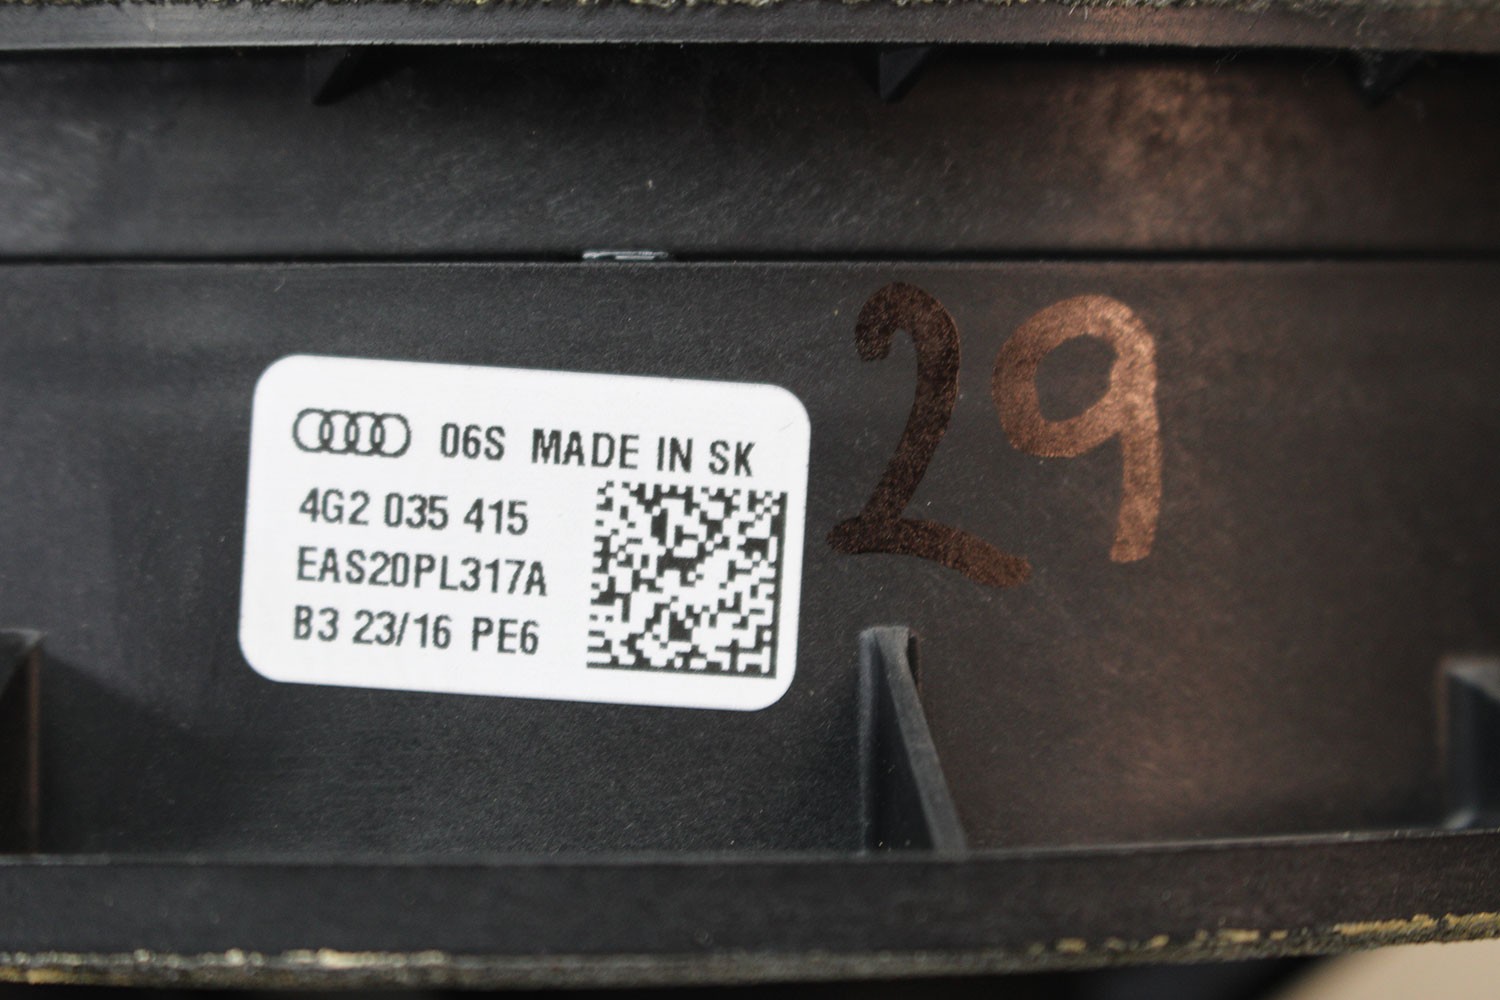 06S MADE IN SK
4G2 035 415
EAS20PL317A
B3 23/16 PE6
29